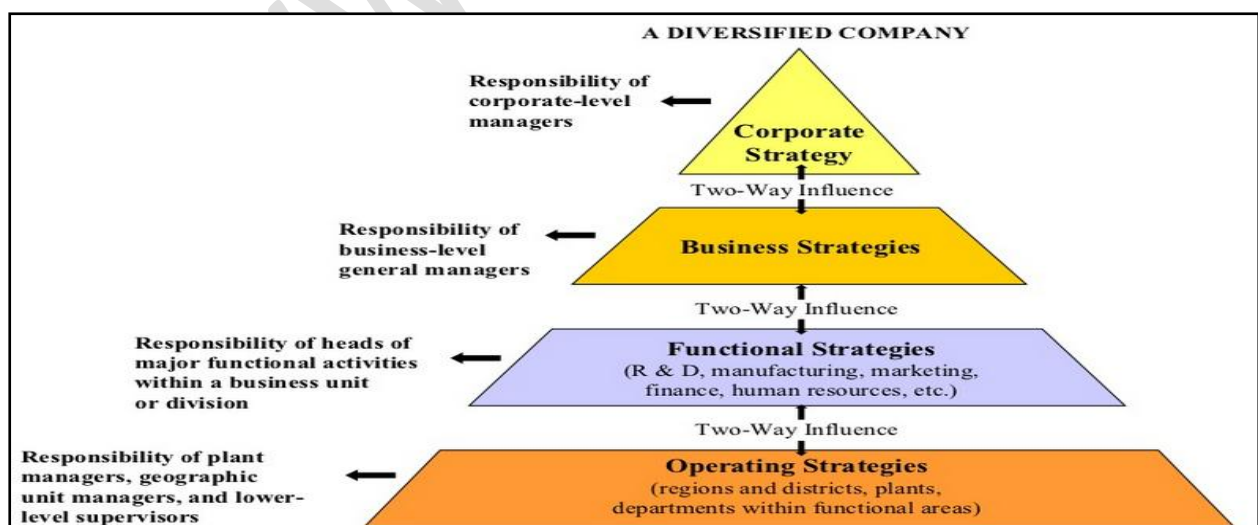 A DIVERSIFIED COMPANY
Responsibility of
corporate-level
managers
Corporate
Strategy
Two-Way Influence
Responsibility of
business-level
general managers
Business Strategies
Two-Way Influence
Responsibility of heads of
major functional activities
within a business unit
or division
Functional Strategies
(R & D, manufacturing, marketing,
finance, human resources, etc.)
Two-Way Influence
Responsibility of plant
managers, geographic
unit managers, and lower-
level supervisors
Operating Strategies
(regions and districts, plants,
departments within functional areas)